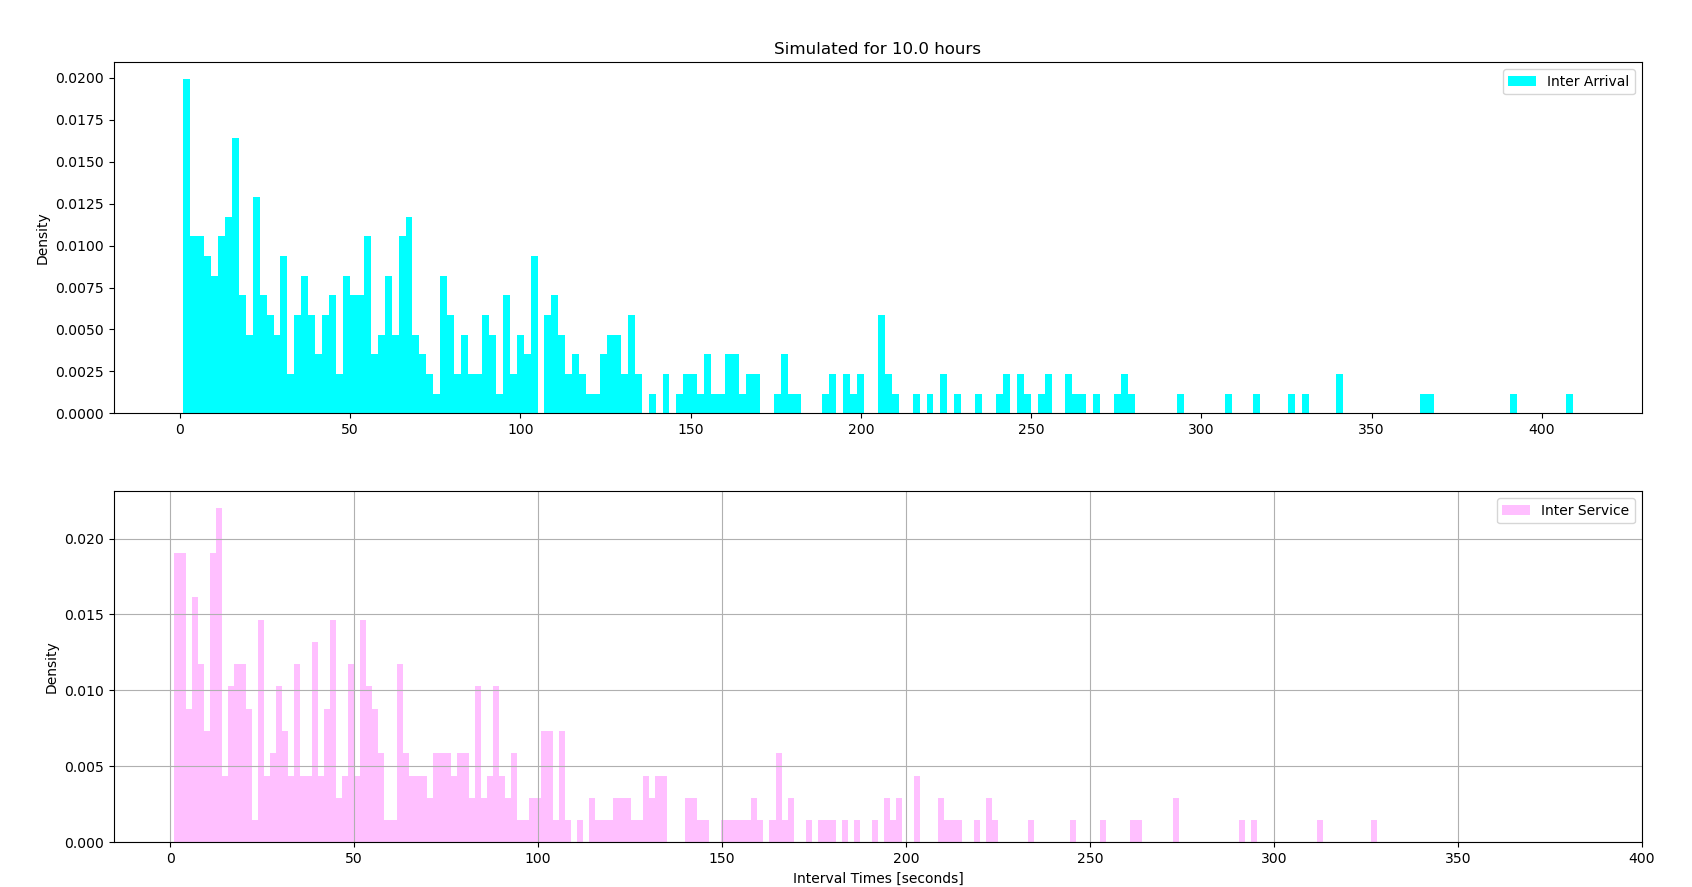 Simulated for 10.0 hours
Inter Arrival
Density
0.0200
0.0175
0.0150
0.0125
0.0100
0.0075
0.0050
0.0025
0.0000
0 50 100 150 200 250 300 350 400
Inter Service
Density
0.020
0.015
0.010
0.005
0.000
0 50 100 150 200 250 300 350 400
Interval Times [seconds]